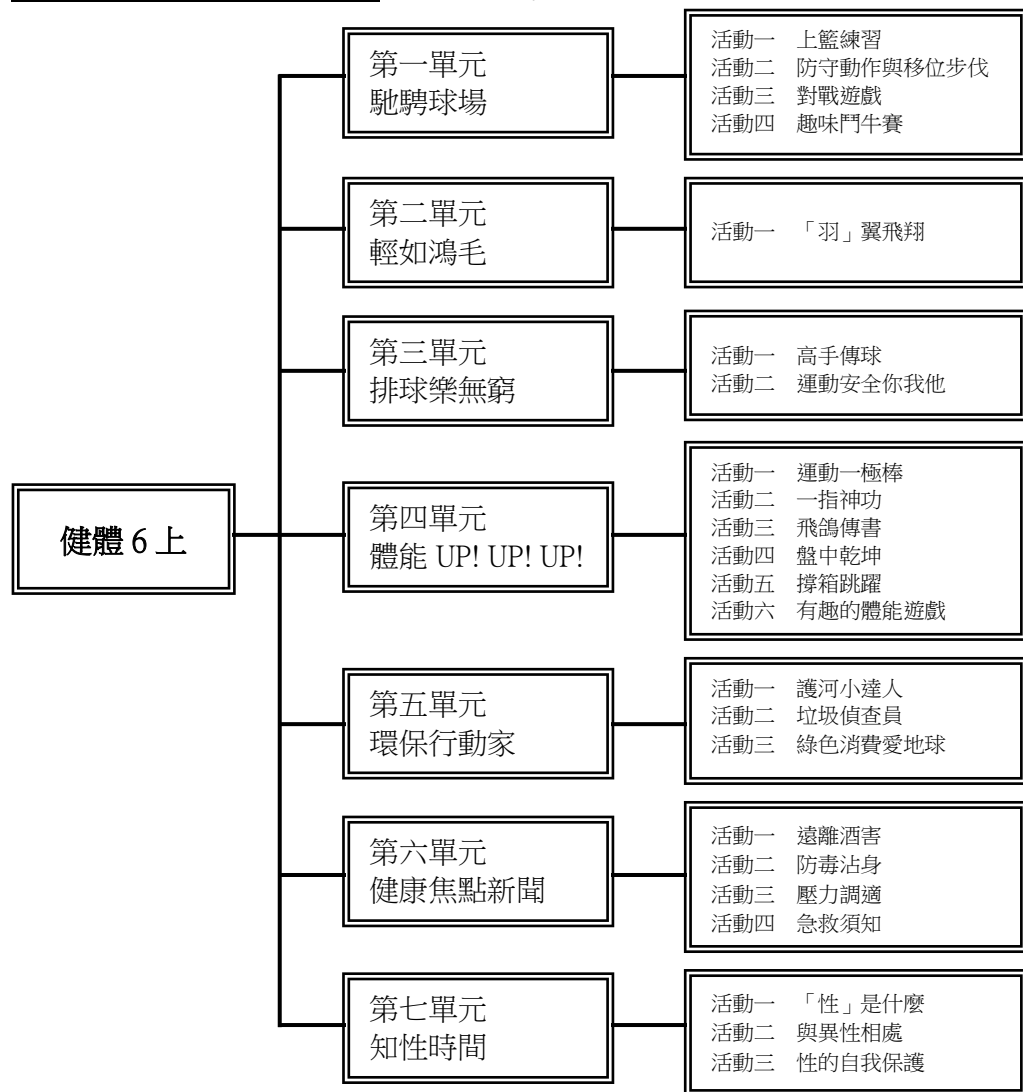 健體 6 上
第一單元
馳騁球場
活動一 上籃練習
活動二 防守動作與移位步伐
活動三 對戰遊戲
活動四 趣味鬥牛賽
第二單元
輕如鴻毛
活動一 「羽」翼飛翔
第三單元
排球樂無窮
活動一 高手傳球
活動二 運動安全你我他
第四單元
體能 UP! UP! UP!
活動一 運動一極棒
活動二 一指神功
活動三 飛鴿傳書
活動四 盤中乾坤
活動五 撐箱跳躍
活動六 有趣的體能遊戲
第五單元
環保行動家
活動一 護河小達人
活動二 垃圾偵查員
活動三 綠色消費愛地球
第六單元
健康焦點新聞
活動一 遠離酒害
活動二 防毒沾身
活動三 壓力調適
活動四 急救須知
第七單元
知性時間
活動一 「性」是什麼
活動二 與異性相處
活動三 性的自我保護